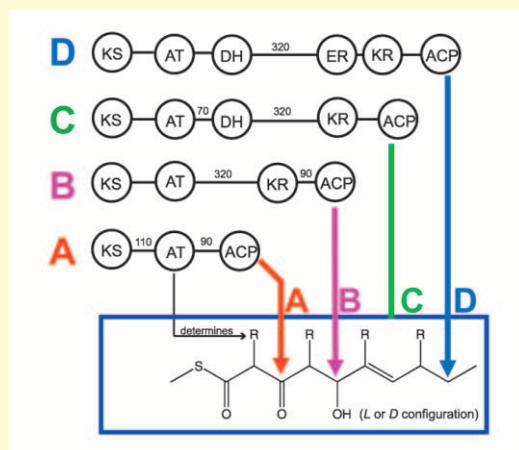 D KS AT DH 320 ER KR ACP
C KS AT 70 DH 320 KR ACP
B KS AT 320 KR 90 ACP
A KS 110 AT 90 ACP
A B C D
determines R R R R
S
O O OH (L or D configuration)